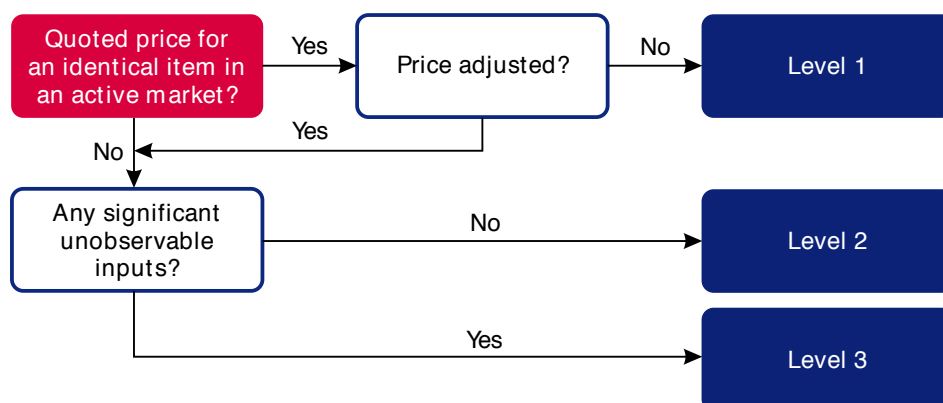 Quoted price for
an identical item in
an active market?
Yes
Price adjusted?
No
Level 1
Yes
No
Any significant
unobservable
inputs?
No
Level 2
Yes
Level 3